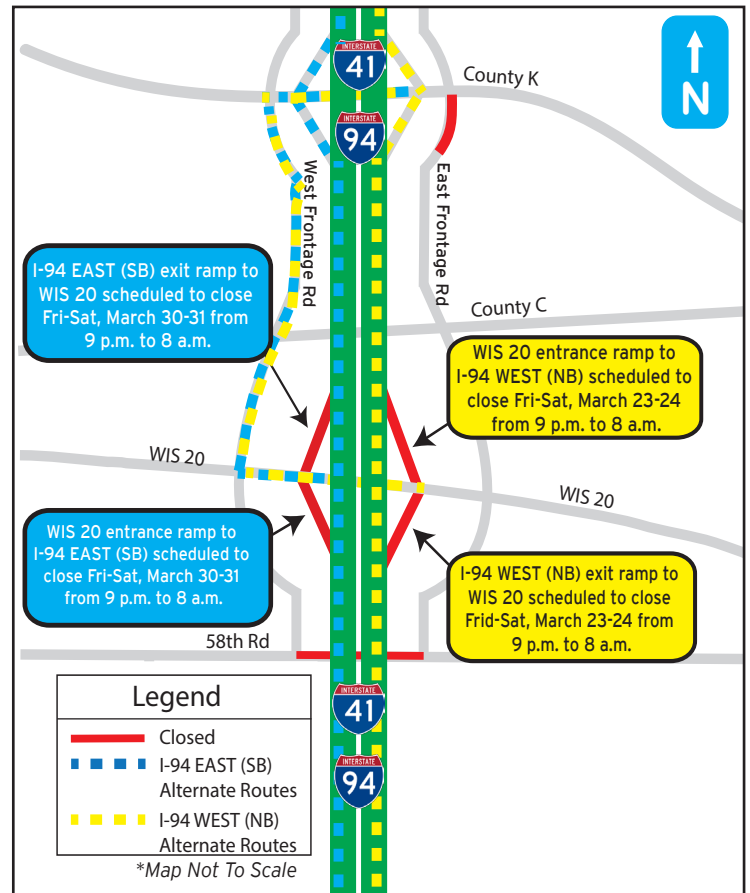 INTERSTATE
41
N
County K
INTERSTATE
94
West Frontage Rd
East Frontage Rd
I-94 EAST (SB) exit ramp to
WIS 20 scheduled to close
Fri-Sat, March 30-31 from
9 p.m. to 8 a.m.
County C
WIS 20 entrance ramp to
I-94 WEST (NB) scheduled to
close Fri-Sat, March 23-24
from 9 p.m. to 8 a.m.
WIS 20
WIS 20
WIS 20 entrance ramp to
I-94 EAST (SB) scheduled to
close Fri-Sat, March 30-31
from 9 p.m. to 8 a.m.
I-94 WEST (NB) exit ramp to
WIS 20 scheduled to close
Frid-Sat, March 23-24 from
9 p.m. to 8 a.m.
58th Rd
INTERSTATE
41
INTERSTATE
94
Legend
Closed
I-94 EAST (SB)
Alternate Routes
I-94 WEST (NB)
Alternate Routes
*Map Not To Scale